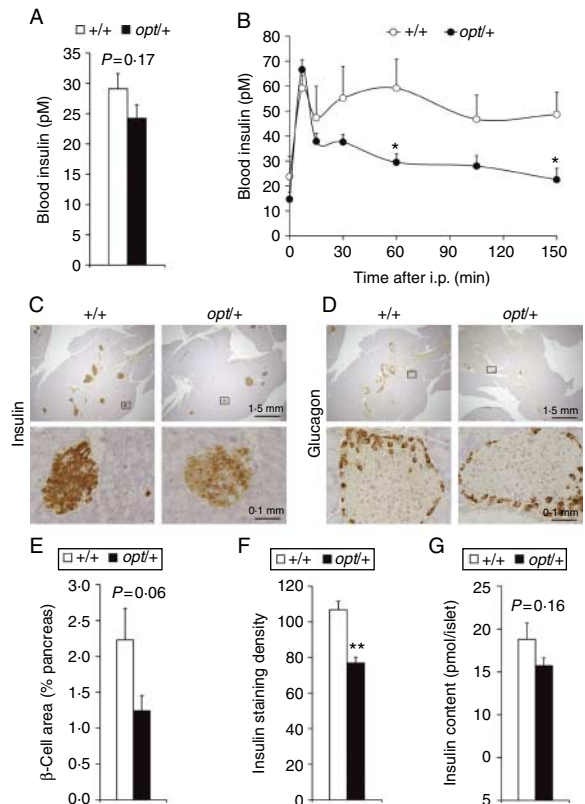 A
+/+ opt/+
P=0·17
Blood insulin (pM)
35
30
25
20
15
10
5
0
B
+/+ opt/+
Blood insulin (pM)
80
70
60
50
40
30
20
10
0
*
*
0 30 60 90 120 150
Time after i.p. (min)
C
+/+ opt/+
Insulin
1·5 mm
0·1 mm
D
+/+ opt/+
Glucagon
1·5 mm
0·1 mm
E
+/+ opt/+
P=0·06
β-Cell area (% pancreas)
3·0
2·5
2·0
1·5
1·0
0·5
0
F
+/+ opt/+
Insulin staining density
120
100
80
60
40
20
0
**
G
+/+ opt/+
P=0·16
Insulin content (pmol/islet)
25
20
15
10
0
5